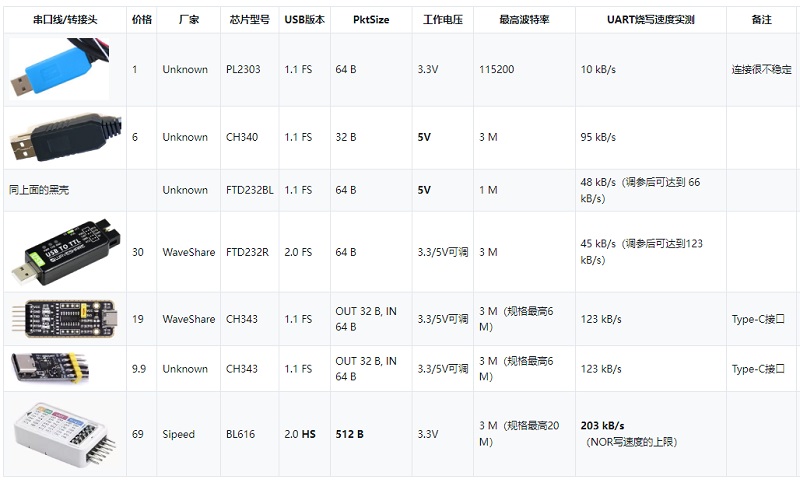 串口线/转接头 价格 厂家 芯片型号 USB版本 PktSize 工作电压 最高波特率 UART烧写速度实测 备注
1 Unknown PL2303 1.1 FS 64 B 3.3V 115200 10 kB/s 连接很不稳定
6 Unknown CH340 1.1 FS 32 B 5V 3 M 95 kB/s
同上面的黑壳 Unknown FTD232BL 1.1 FS 64 B 5V 1 M 48 kB/s（调参后可达到 66
kB/s）
USB TO TTL
WAVESHARE
30 WaveShare FTD232R 2.0 FS 64 B 3.3/5V可调 3 M 45 kB/s（调参后可达到123
kB/s）
19 WaveShare CH343 1.1 FS OUT 32 B, IN
64 B 3.3/5V可调 3 M（规格最高6
M） 123 kB/s Type-C接口
9.9 Unknown CH343 1.1 FS OUT 32 B, IN
64 B 3.3/5V可调 3 M（规格最高6
M） 123 kB/s Type-C接口
69 Sipeed BL616 2.0 HS 512 B 3.3V 3 M（规格最高20
M） 203 kB/s
（NOR写速度的上限）